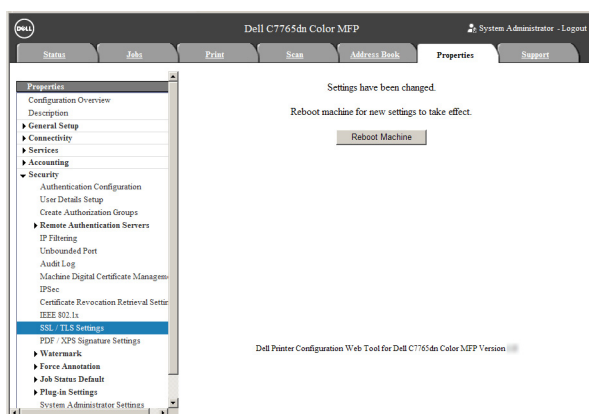 DELL
Dell C7765dn Color MFP
System Administrator - Logout
Status
Jobs
Print
Scan
Address Book
Properties
Support
Properties
Configuration Overview
Description
General Setup
Connectivity
Services
Accounting
Security
Authentication Configuration
User Details Setup
Create Authorization Groups
Remote Authentication Servers
IP Filtering
Unbounded Port
Audit Log
Machine Digital Certificate Manageme
IPSec
Certificate Revocation Retrieval Settin
IEEE 802.1x
SSL / TLS Settings
PDF / XPS Signature Settings
Watermark
Force Annotation
Job Status Default
Plug-in Settings
System Administrator Settings
Settings have been changed.
Reboot machine for new settings to take effect.
Reboot Machine
Dell Printer Configuration Web Tool for Dell C7765dn Color MFP Version